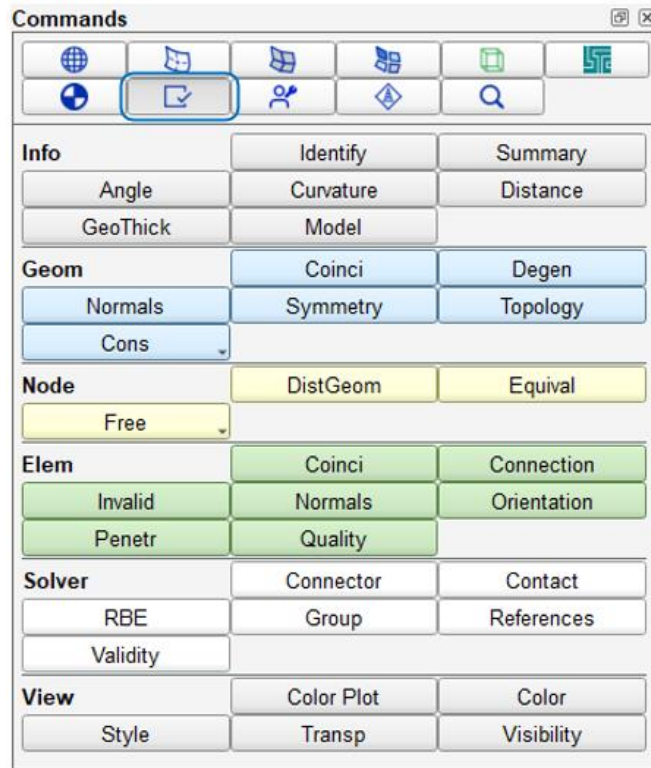 Commands
Info Identify Summary
Angle Curvature Distance
GeoThick Model
Geom Coinci Degen
Normals Symmetry Topology
Cons
Node DistGeom Equival
Free
Elem Coinci Connection
Invalid Normals Orientation
Penetr Quality
Solver Connector Contact
RBE Group References
Validity
View Color Plot Color
Style Transp Visibility